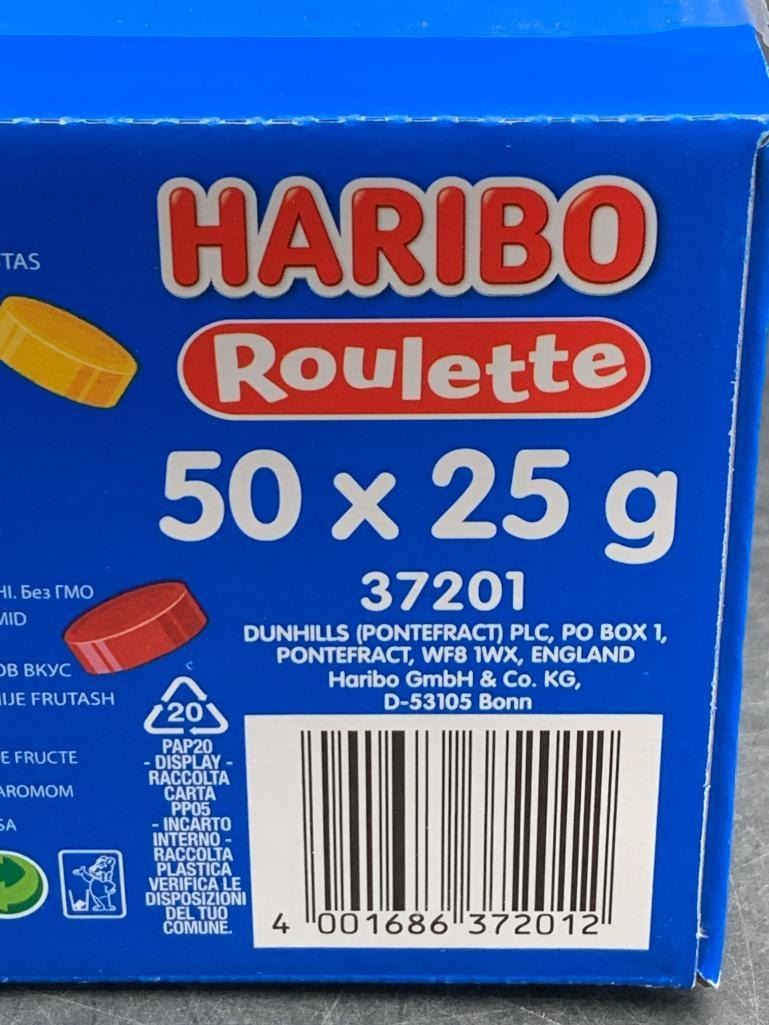 TAS
HARIBO
Roulette
50 x 25 g
37201
НІ. Без ГМО
MID
DUNHILLS (PONTEFRACT) PLC, PO BOX 1,
PONTEFRACT, WF8 1WX, ENGLAND
Haribo GmbH & Co. KG,
D-53105 Bonn
ОВ ВКУС
IJE FRUTASH
E FRUCTE
AROMOM
SA
20
PAP20
- DISPLAY -
RACCOLTA
CARTA
PP05
- INCARTO
INTERNO -
RACCOLTA
PLASTICA
VERIFICA LE
DISPOSIZIONI
DEL TUO
COMUNE.
4 001686 372012